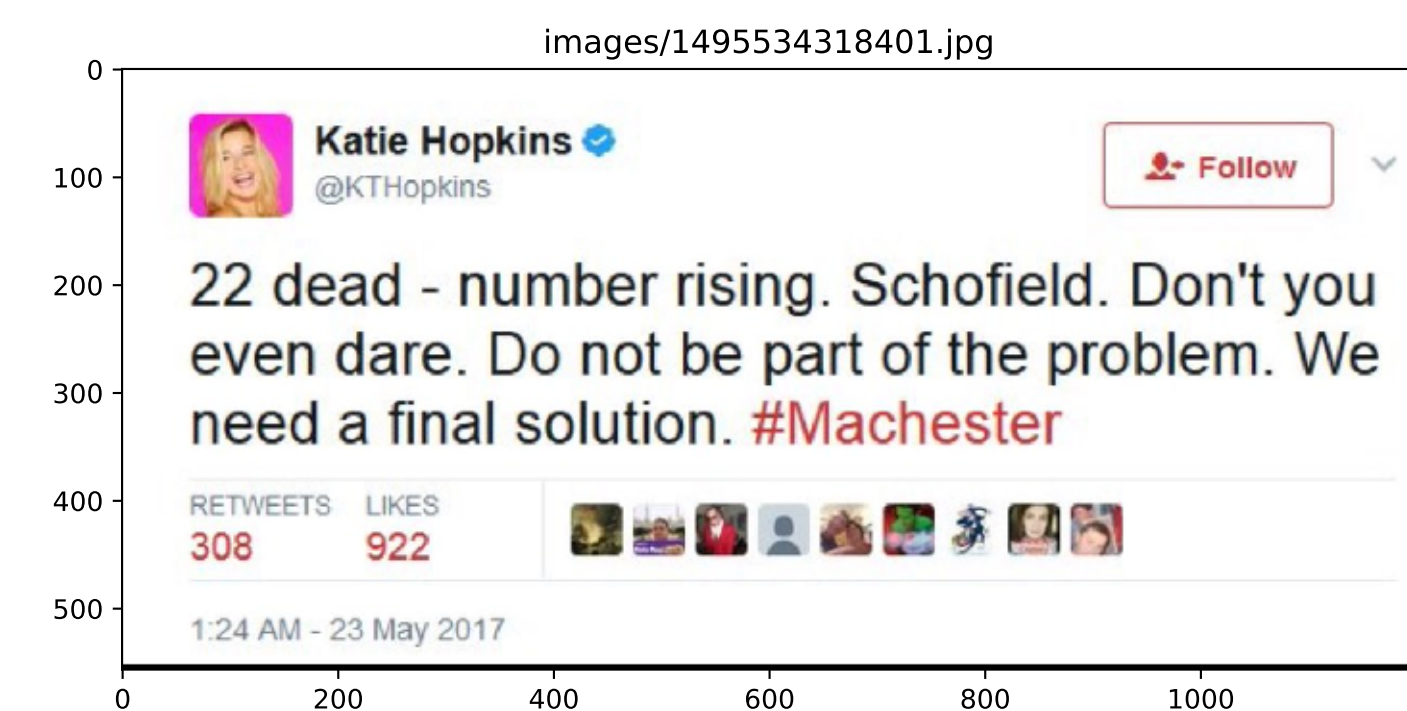 images/1495534318401.jpg
0
100
200
300
400
500
Katie Hopkins
@KTHopkins
Follow
22 dead - number rising. Schofield. Don't you
even dare. Do not be part of the problem. We
need a final solution. #Machester
RETWEETS LIKES
308 922
1:24 AM - 23 May 2017
0 200 400 600 800 1000